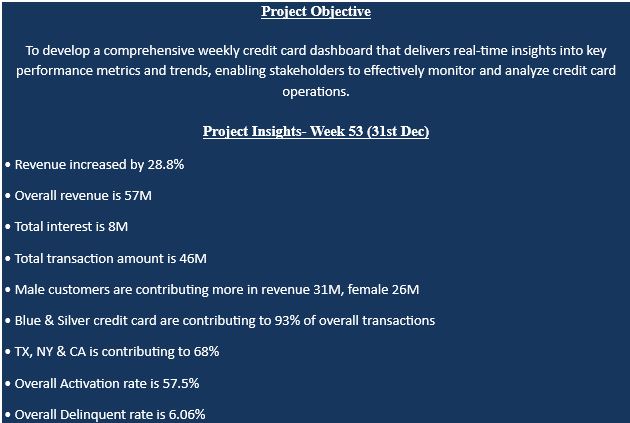 Project Objective
To develop a comprehensive weekly credit card dashboard that delivers real-time insights into key
performance metrics and trends, enabling stakeholders to effectively monitor and analyze credit card
operations.
Project Insights- Week 53 (31st Dec)
• Revenue increased by 28.8%
• Overall revenue is 57M
• Total interest is 8M
• Total transaction amount is 46M
• Male customers are contributing more in revenue 31M, female 26M
• Blue & Silver credit card are contributing to 93% of overall transactions
• TX, NY & CA is contributing to 68%
• Overall Activation rate is 57.5%
• Overall Delinquent rate is 6.06%